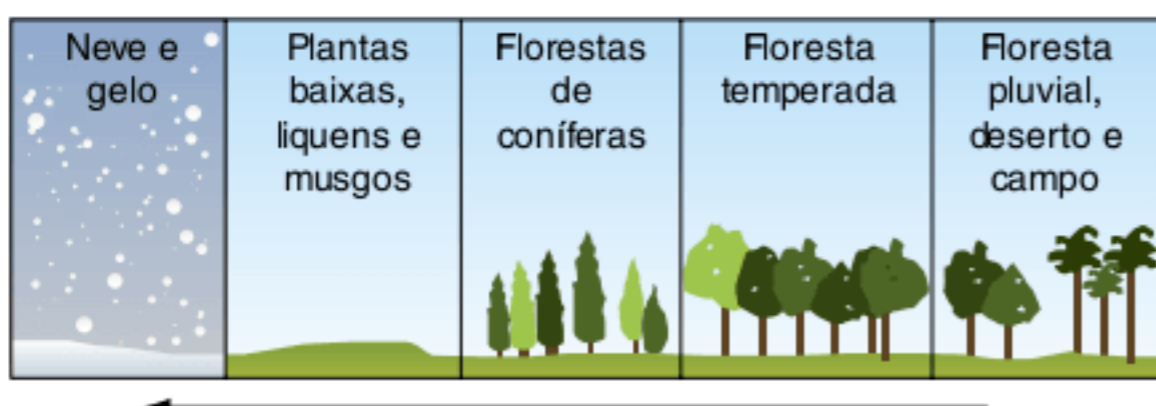 Neve e
gelo
Plantas
baixas,
liquens e
musgos
Florestas
de
coníferas
Floresta
temperada
Floresta
pluvial,
deserto e
campo